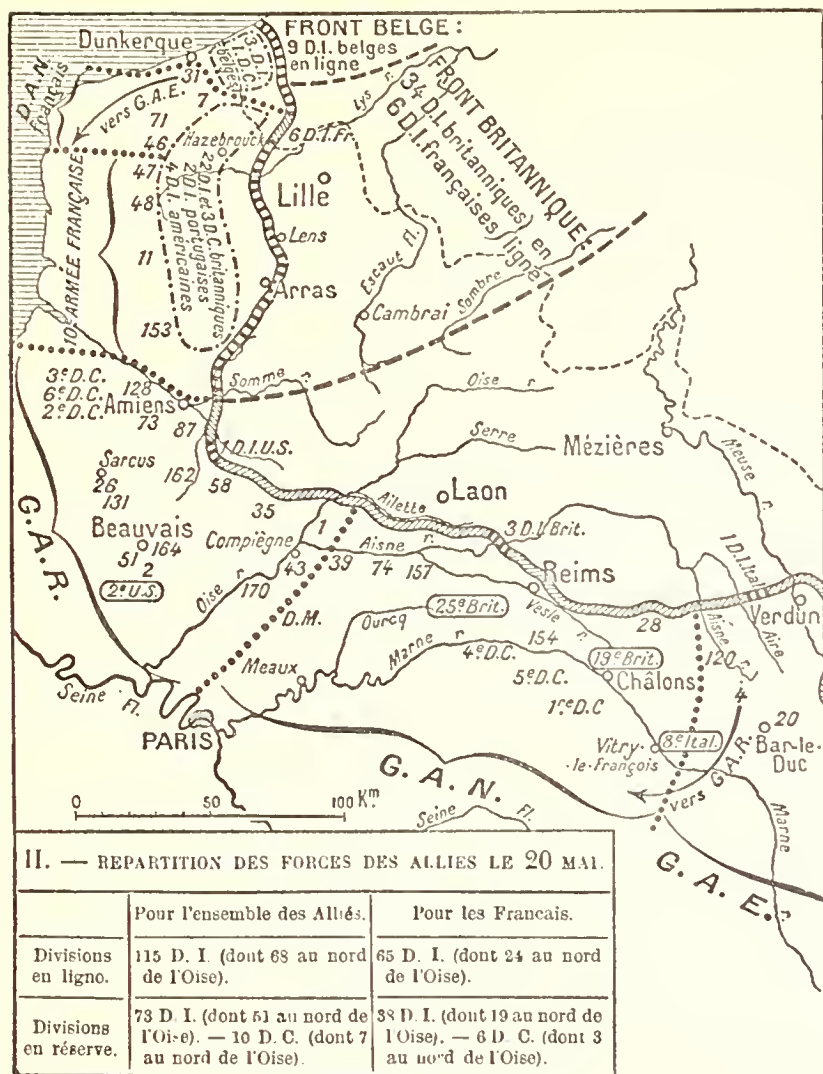 FRONT BELGE:
9 D.I. belges
en ligne
Dunkerque
3 D.I.
1 D.C.
belges
D.A.N.
Français
31
vers G.A.E.
7
71
46
Hazebrouck
6 D.I. Fr.
Lys r.
FRONT BRITANNIQUE:
34 D.I. britanniques
6 D.I. françaises
en
ligne
47
48
11
153
22 D.I. et 3 D.C. britanniques
2 D.I. portugaises
4 D.I. américaines
10e ARMÉE FRANÇAISE
Lille
Lens
Arras
Escaut Fl.
Cambrai
Sambre
3e D.C.
6e D.C.
2e D.C.
128
Amiens
73
87
Somme r.
Oise r.
Serre
Mézières
Meuse r.
1 D.I.U.S.
Sarcus
26
131
162
58
35
Ailette
Laon
G.A.R.
Beauvais
164
51
2
2e U.S.
Compiègne
1
43
39
Aisne r.
74
157
3 D.I. Brit.
Reims
1 D.I. Ital.
Verdun
Oise r.
170
D.M.
Ourcq
25e Brit.
Vesle r.
28
Aisne
Aire
154
120
Meaux
Marne r.
4e D.C.
19e Brit.
Châlons
5e D.C.
1re D.C
4
Seine Fl.
PARIS
Vitry-
-le-François
8e Ital.
20
Bar-le-
Duc
vers G.A.R.
G.A.N.
0 50 100 Km
Seine Fl.
Marne r.
G.A.E.
II. — REPARTITION DES FORCES DES ALLIES LE 20 MAI.
Pour l'ensemble des Alliés. Pour les Francais.
Divisions
en ligno.
115 D. I. (dont 68 au nord
de l'Oise).
65 D. I. (dont 24 au nord
de l'Oise).
Divisions
en réserve.
73 D. I. (dont 51 au nord de
l'Oise). — 10 D. C. (dont 7
au nord de l'Oise).
38 D. I. (dont 19 au nord de
l'Oise). — 6 D. C. (dont 3
au nord de l'Oise).